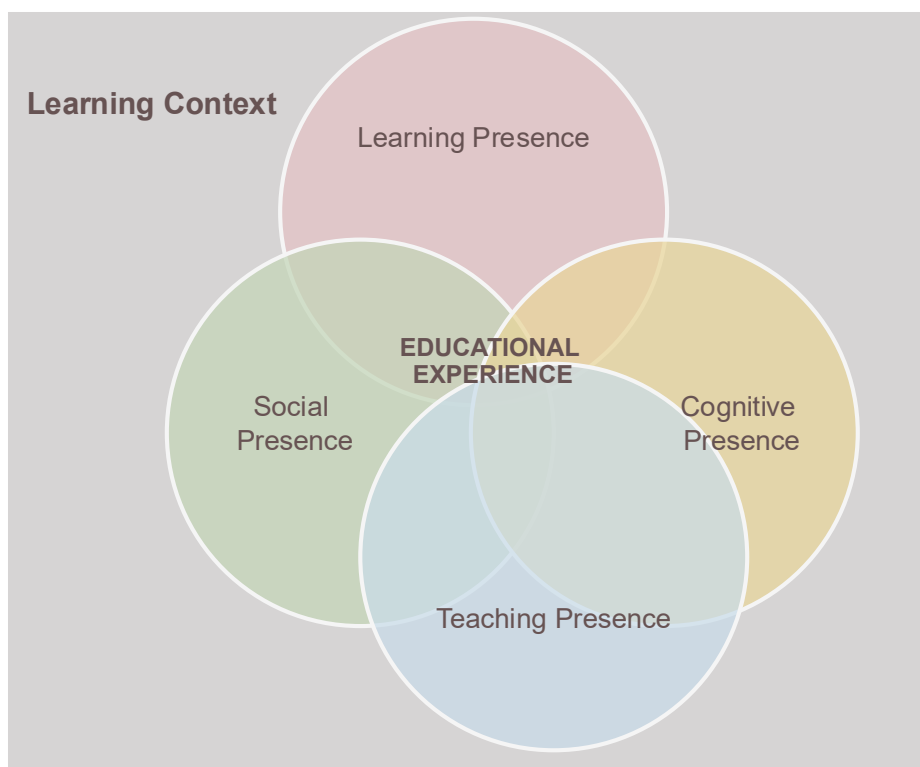 Learning Context
Learning Presence
EDUCATIONAL
EXPERIENCE
Social
Presence
Cognitive
Presence
Teaching Presence